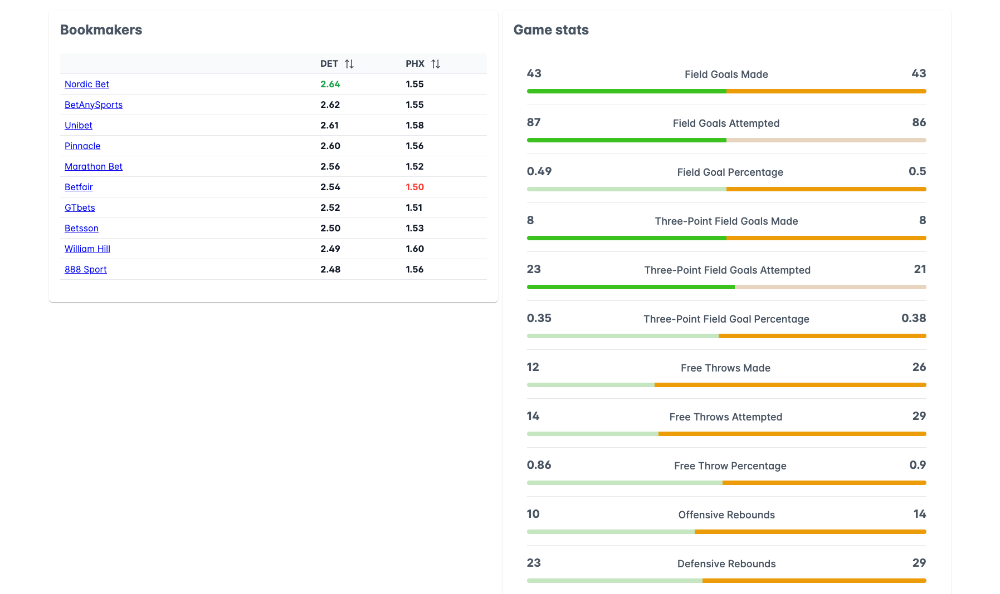 Bookmakers
DET PHX
Nordic Bet 2.64 1.55
BetAnySports 2.62 1.55
Unibet 2.61 1.58
Pinnacle 2.60 1.56
Marathon Bet 2.56 1.52
Betfair 2.54 1.50
GTbets 2.52 1.51
Betsson 2.50 1.53
William Hill 2.49 1.60
888 Sport 2.48 1.56
Game stats
43 Field Goals Made 43
87 Field Goals Attempted 86
0.49 Field Goal Percentage 0.5
8 Three-Point Field Goals Made 8
23 Three-Point Field Goals Attempted 21
0.35 Three-Point Field Goal Percentage 0.38
12 Free Throws Made 26
14 Free Throws Attempted 29
0.86 Free Throw Percentage 0.9
10 Offensive Rebounds 14
23 Defensive Rebounds 29